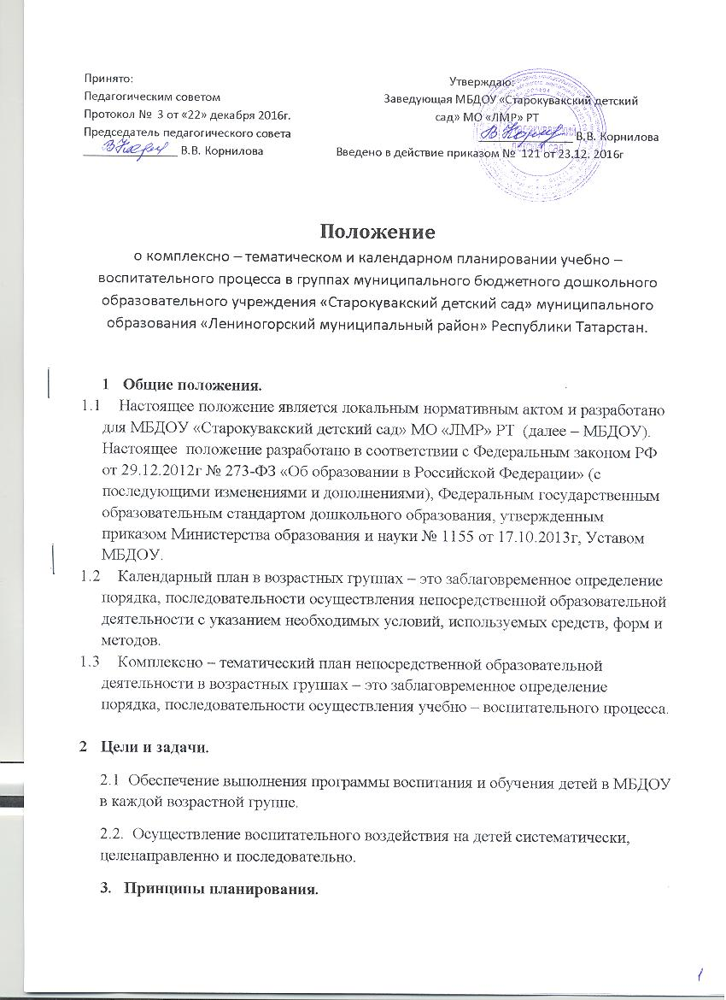 Принято:
Педагогическим советом
Протокол № 3 от «22» декабря 2016г.
Председатель педагогического совета
________________ В.В. Корнилова
Утверждаю:
Заведующая МБДОУ «Старокувакский детский
сад» МО «ЛМР» РТ
________________ В.В. Корнилова
Введено в действие приказом № 121 от 23.12. 2016г
Положение
о комплексно – тематическом и календарном планировании учебно –
воспитательного процесса в группах муниципального бюджетного дошкольного
образовательного учреждения «Старокувакский детский сад» муниципального
образования «Лениногорский муниципальный район» Республики Татарстан.
1 Общие положения.
1.1 Настоящее положение является локальным нормативным актом и разработано
для МБДОУ «Старокувакский детский сад» МО «ЛМР» РТ (далее – МБДОУ).
Настоящее положение разработано в соответствии с Федеральным законом РФ
от 29.12.2012г № 273-ФЗ «Об образовании в Российской Федерации» (с
последующими изменениями и дополнениями), Федеральным государственным
образовательным стандартом дошкольного образования, утвержденным
приказом Министерства образования и науки № 1155 от 17.10.2013г, Уставом
МБДОУ.
1.2 Календарный план в возрастных группах – это заблаговременное определение
порядка, последовательности осуществления непосредственной образовательной
деятельности с указанием необходимых условий, используемых средств, форм и
методов.
1.3 Комплексно – тематический план непосредственной образовательной
деятельности в возрастных группах – это заблаговременное определение
порядка, последовательности осуществления учебно – воспитательного процесса.
2 Цели и задачи.
2.1 Обеспечение выполнения программы воспитания и обучения детей в МБДОУ
в каждой возрастной группе.
2.2. Осуществление воспитательного воздействия на детей систематически,
целенаправленно и последовательно.
3. Принципы планирования.
1